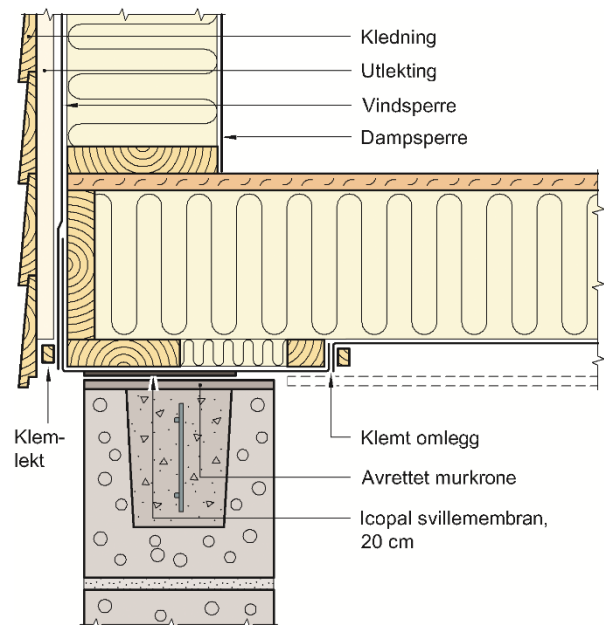 Kledning
Utlekting
Vindsperre
Dampsperre
Klem-
lekt
Klemt omlegg
Avrettet murkrone
Icopal svillemembran,
20 cm